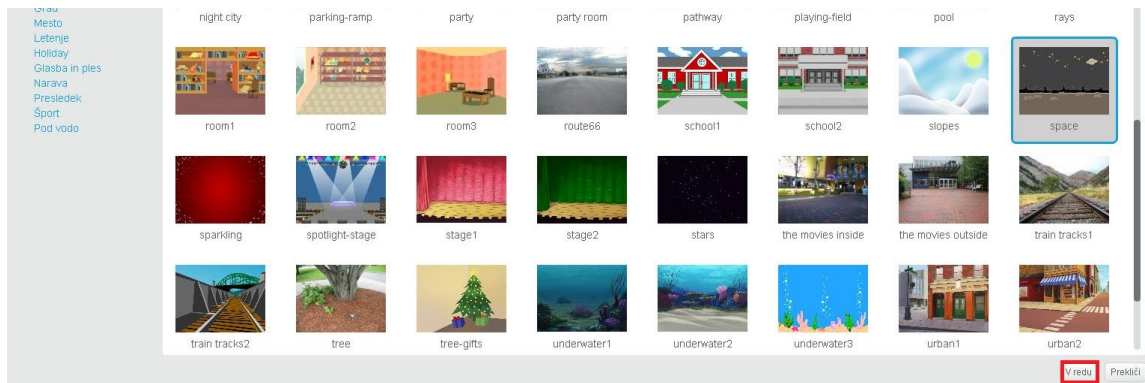 Grad
Mesto
Letenje
Holiday
Glasba in ples
Narava
Presledek
Šport
Pod vodo
night city parking-ramp party party room pathway playing-field pool rays
room1 room2 room3 route66 school1 school2 slopes space
sparkling spotlight-stage stage1 stage2 stars the movies inside the movies outside train tracks1
train tracks2 tree tree-gifts underwater1 underwater2 underwater3 urban1 urban2
V redu Prekliči